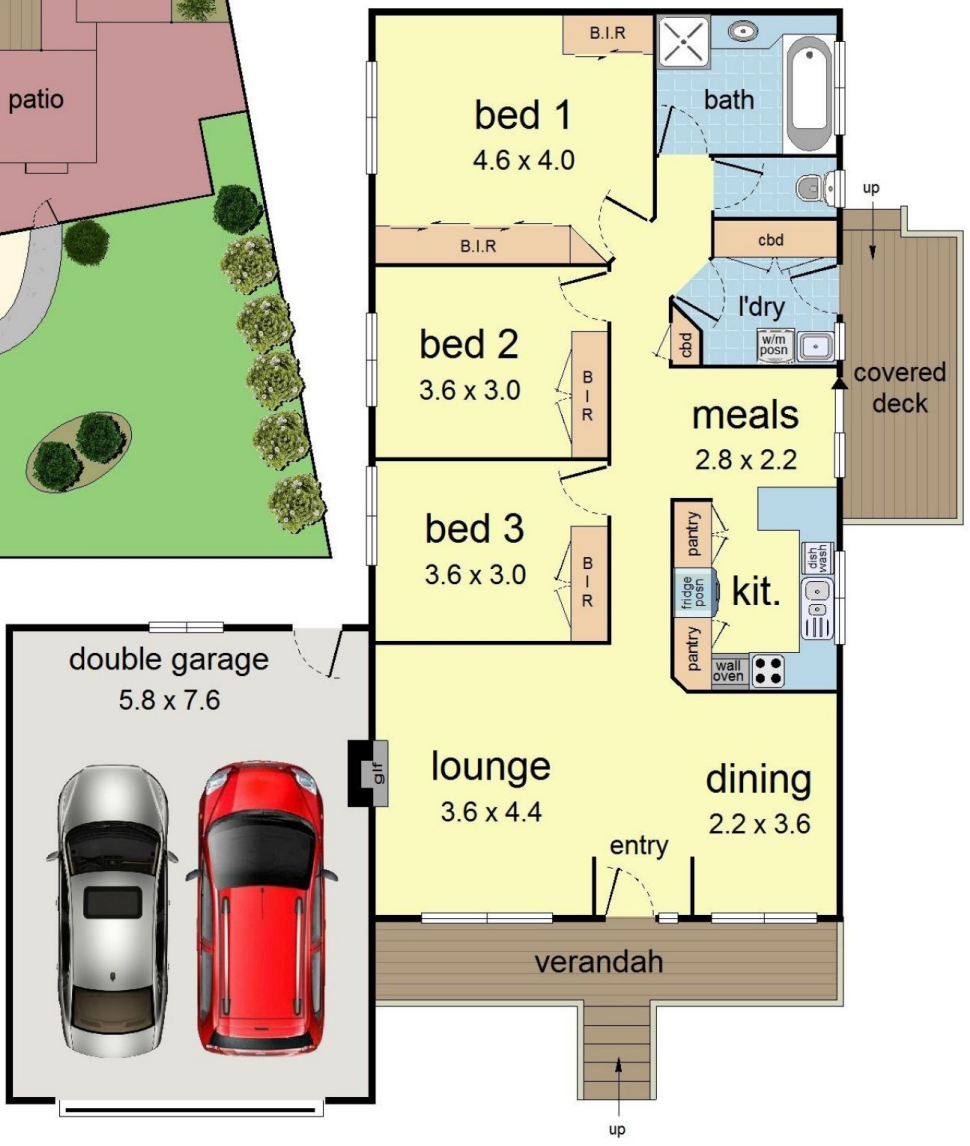 patio
B.I.R
bed 1
4.6 x 4.0
bath
up
B.I.R
cbd
l'dry
bed 2
3.6 x 3.0
B
I
R
cbd
w/m
posn
covered
deck
meals
2.8 x 2.2
bed 3
3.6 x 3.0
B
I
R
pantry
fridge
posn
pantry
kit.
dish
wash
wall
oven
double garage
5.8 x 7.6
glf
lounge
3.6 x 4.4
dining
2.2 x 3.6
entry
verandah
up